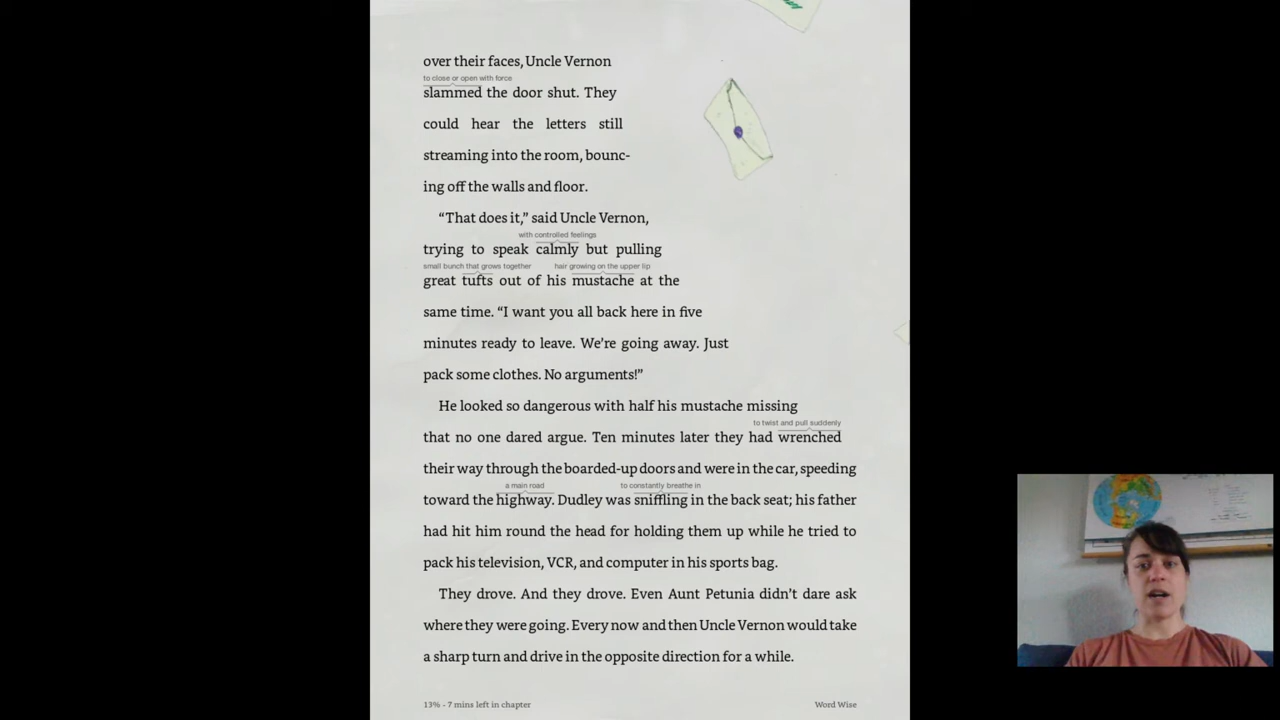 over their faces, Uncle Vernon
to close or open with force
slammed the door shut. They
could hear the letters still
streaming into the room, bounc-
ing off the walls and floor.
“That does it,” said Uncle Vernon,
with controlled feelings
trying to speak calmly but pulling
small bunch that grows together hair growing on the upper lip
great tufts out of his mustache at the
same time. “I want you all back here in five
minutes ready to leave. We’re going away. Just
pack some clothes. No arguments!”
He looked so dangerous with half his mustache missing
to twist and pull suddenly
that no one dared argue. Ten minutes later they had wrenched
their way through the boarded-up doors and were in the car, speeding
a main road to constantly breathe in
toward the highway. Dudley was sniffling in the back seat; his father
had hit him round the head for holding them up while he tried to
pack his television, VCR, and computer in his sports bag.
They drove. And they drove. Even Aunt Petunia didn’t dare ask
where they were going. Every now and then Uncle Vernon would take
a sharp turn and drive in the opposite direction for a while.
13% - 7 mins left in chapter Word Wise